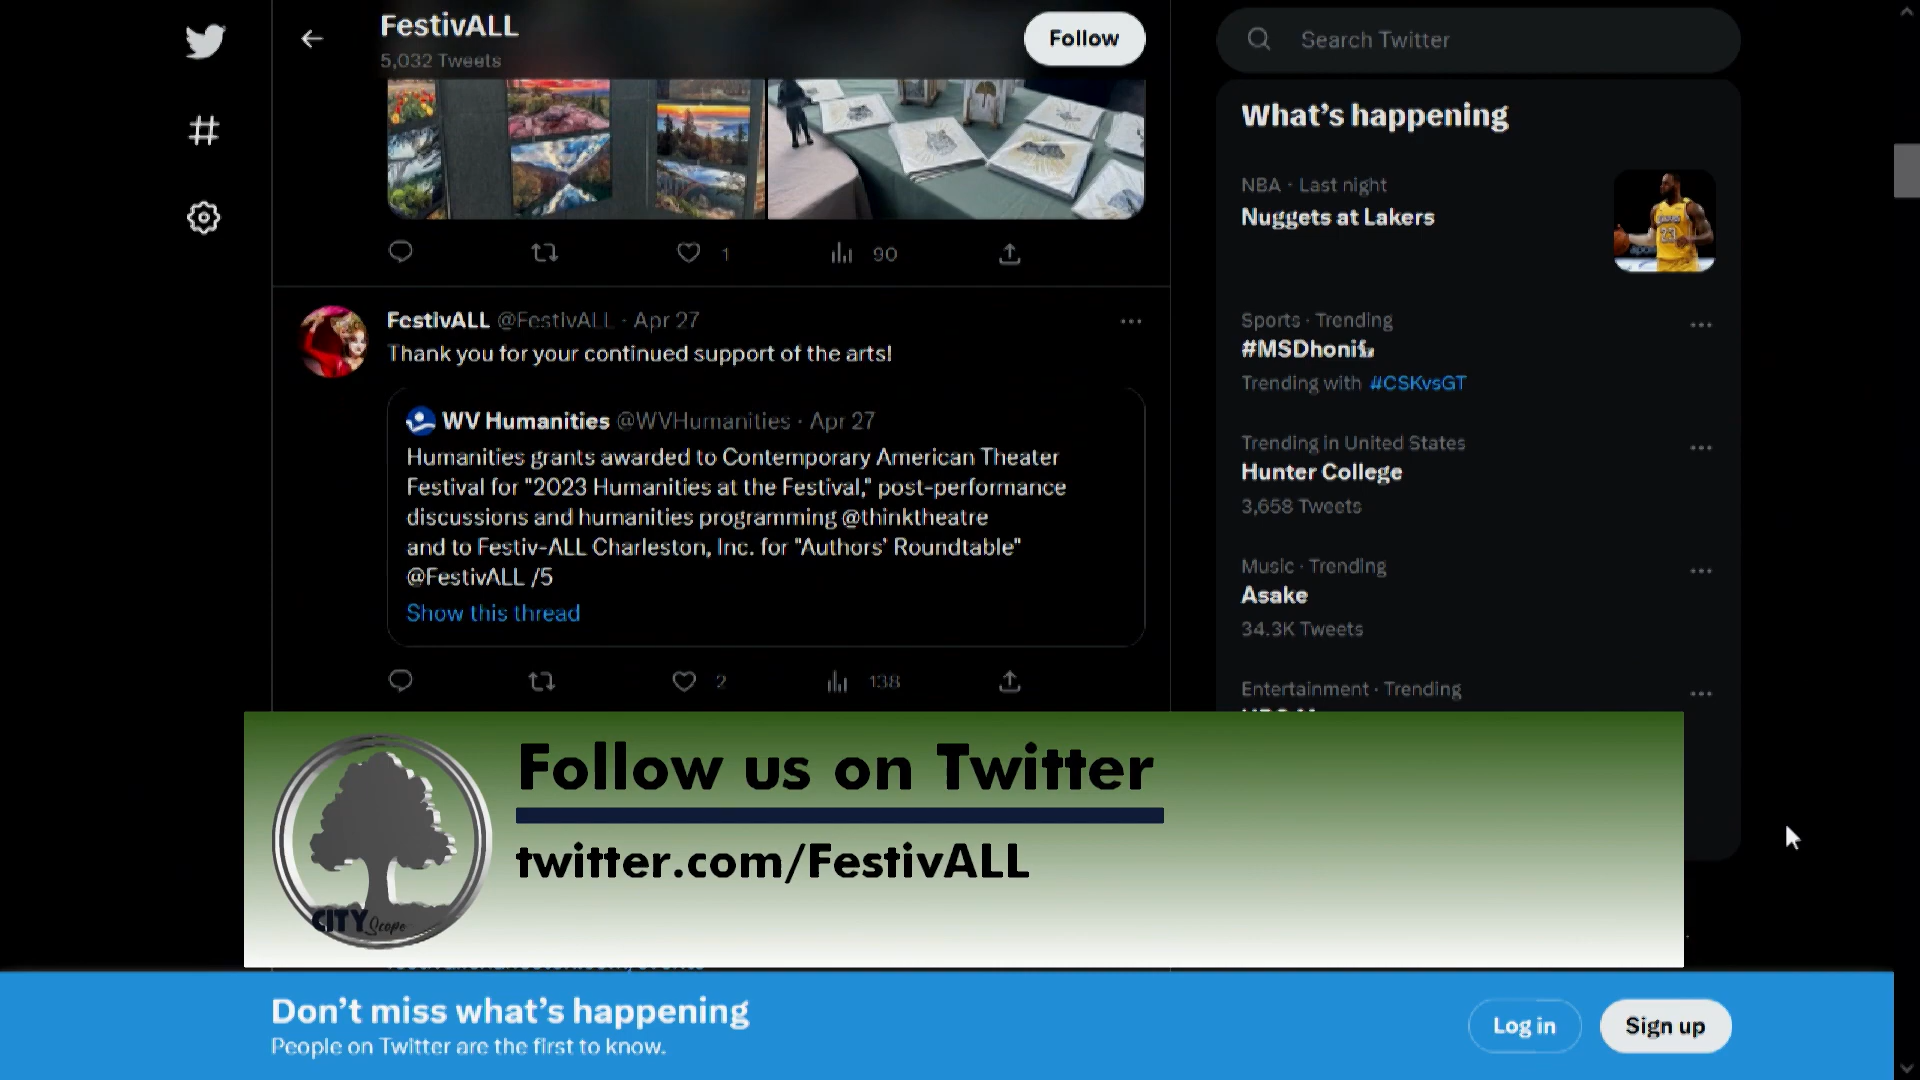 FestivALL
5,032 Tweets
Follow
Search Twitter
What's happening
NBA · Last night
Nuggets at Lakers
1
90
FestivALL @FestivALL · Apr 27
Thank you for your continued support of the arts!
WV Humanities @WVHumanities · Apr 27
Humanities grants awarded to Contemporary American Theater
Festival for "2023 Humanities at the Festival," post-performance
discussions and humanities programming @thinktheatre
and to Festiv-ALL Charleston, Inc. for "Authors' Roundtable"
@FestivALL /5
Show this thread
2
138
Sports · Trending
#MSDhoni
Trending with #CSKvsGT
Trending in United States
Hunter College
3,658 Tweets
Music · Trending
Asake
34.3K Tweets
Entertainment · Trending
Follow us on Twitter
twitter.com/FestivALL
CITY Scope
Don't miss what's happening
People on Twitter are the first to know.
Log in
Sign up